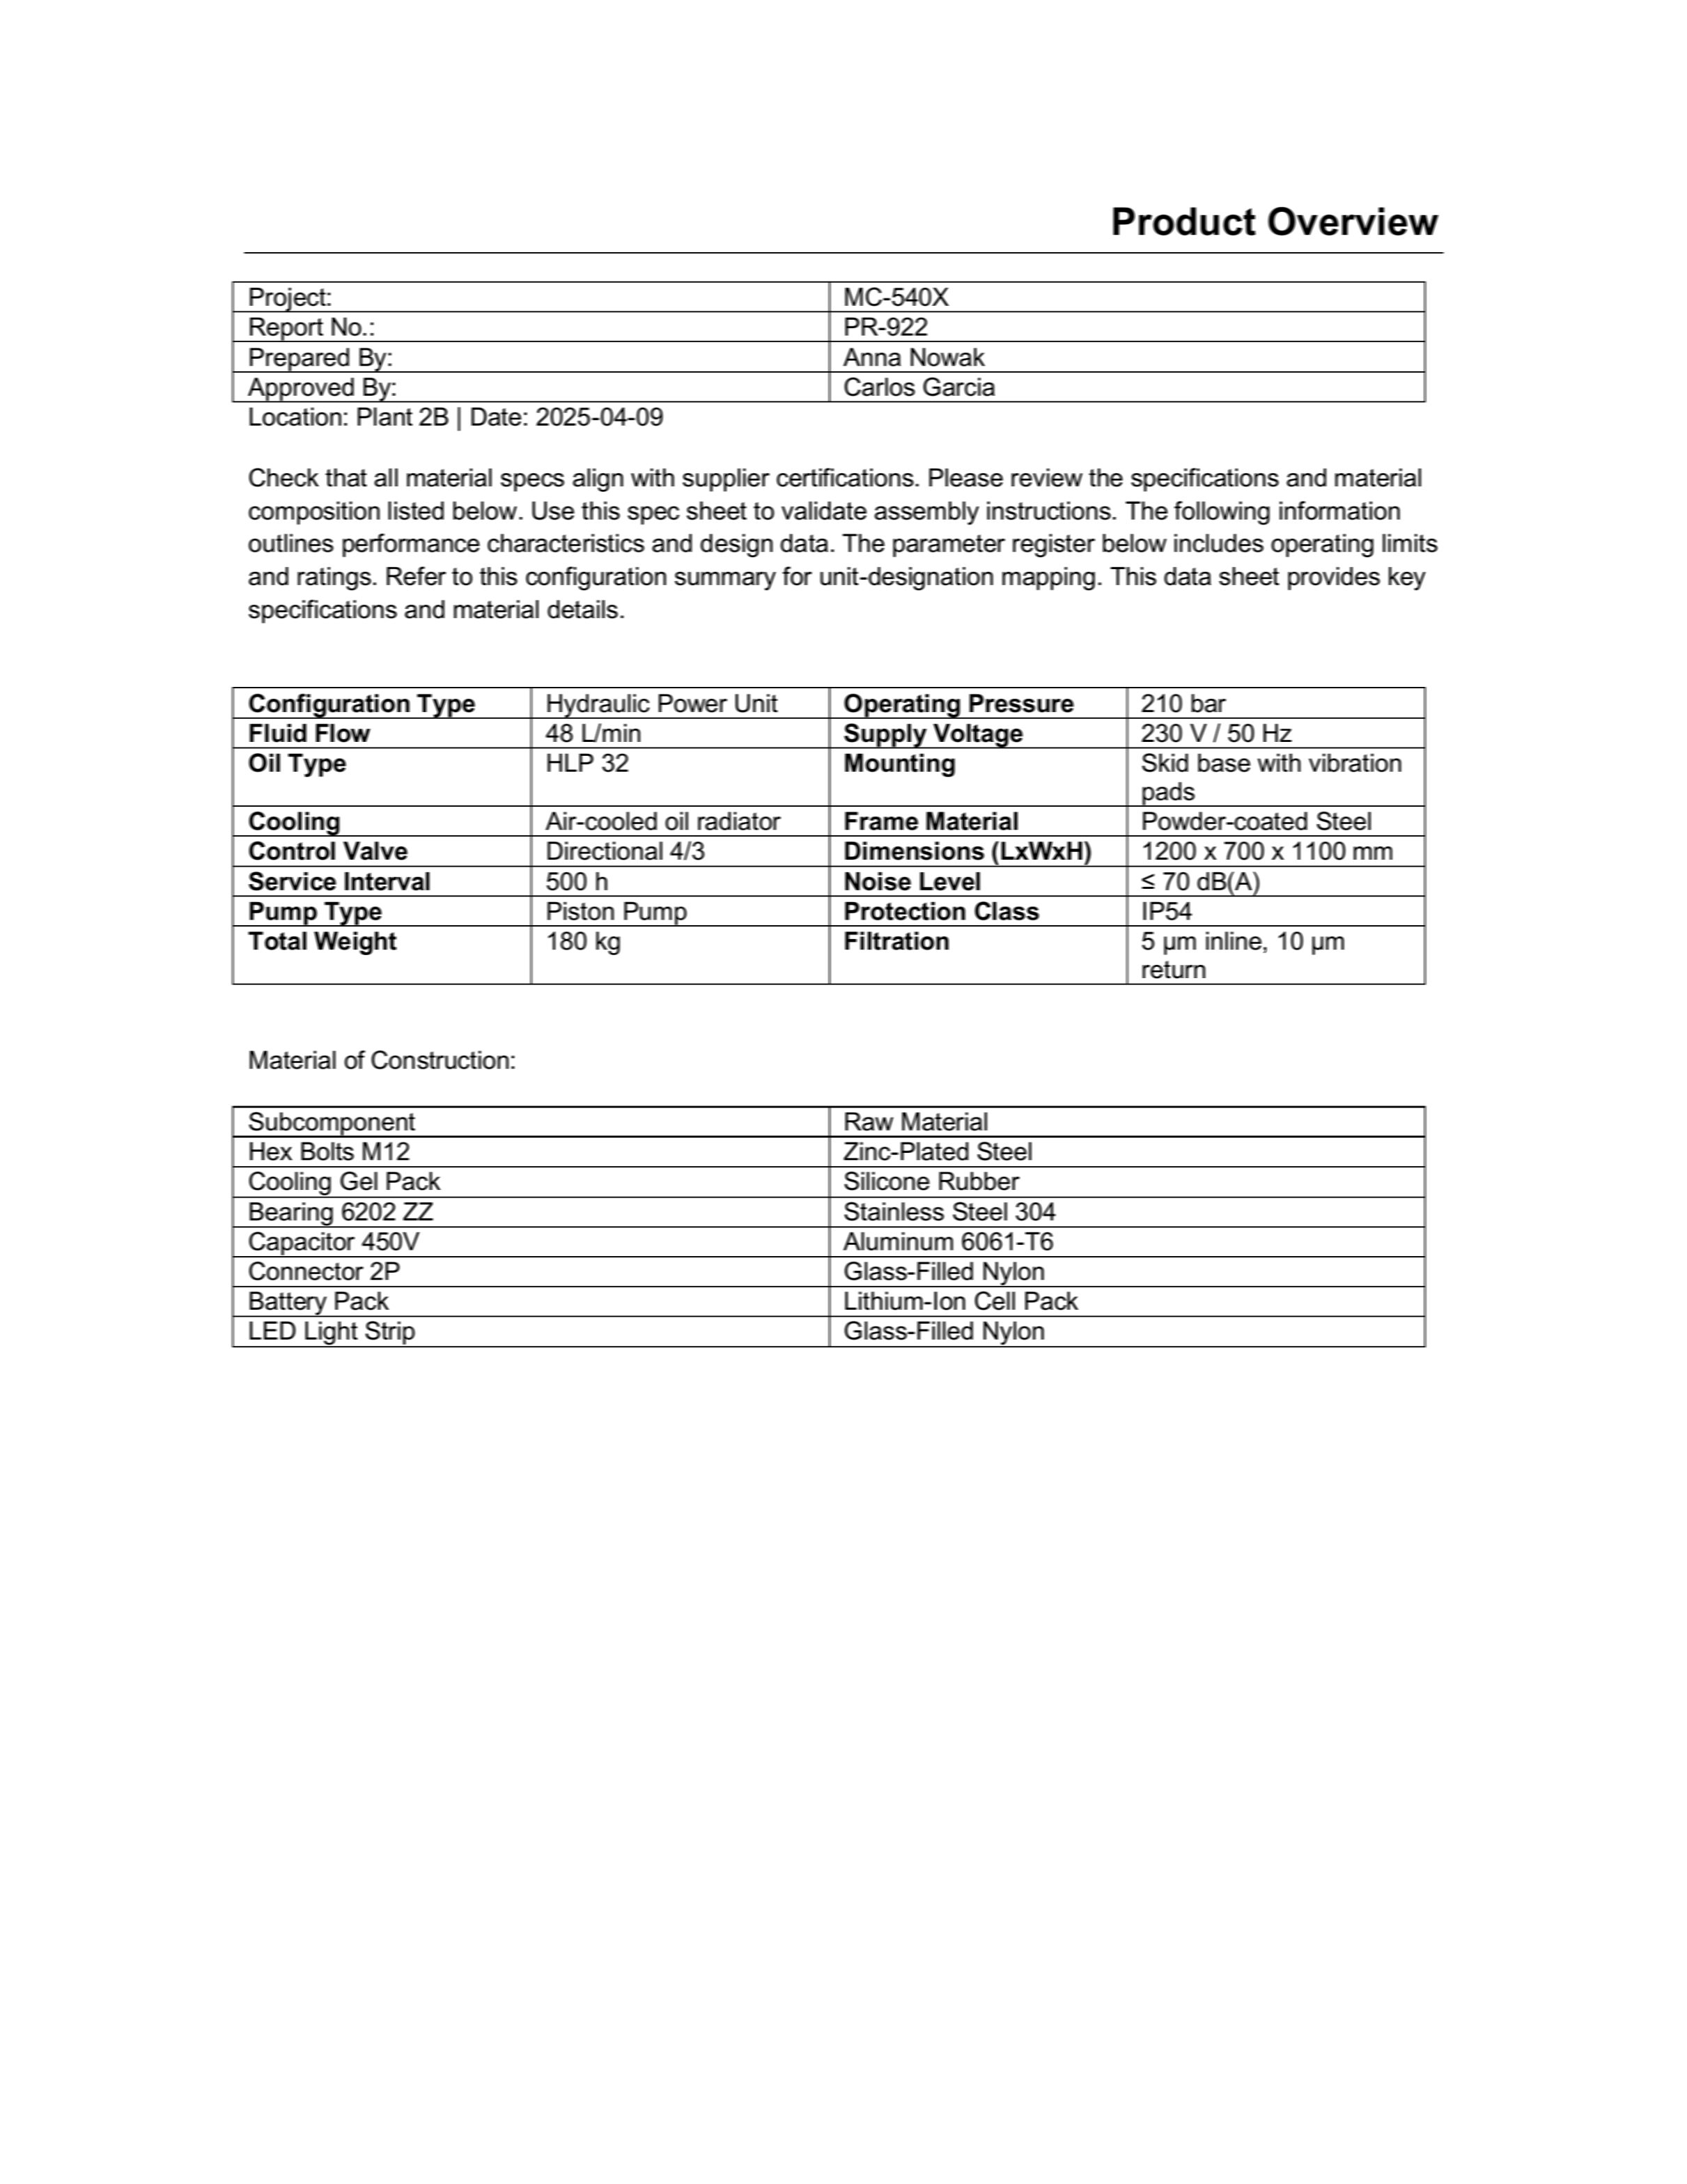 Product Overview
Project: MC-540X
Report No.: PR-922
Prepared By: Anna Nowak
Approved By: Carlos Garcia
Location: Plant 2B | Date: 2025-04-09
Check that all material specs align with supplier certifications. Please review the specifications and material
composition listed below. Use this spec sheet to validate assembly instructions. The following information
outlines performance characteristics and design data. The parameter register below includes operating limits
and ratings. Refer to this configuration summary for unit-designation mapping. This data sheet provides key
specifications and material details.
Configuration Type Hydraulic Power Unit Operating Pressure 210 bar
Fluid Flow 48 L/min Supply Voltage 230 V / 50 Hz
Oil Type HLP 32 Mounting Skid base with vibration
pads
Cooling Air-cooled oil radiator Frame Material Powder-coated Steel
Control Valve Directional 4/3 Dimensions (LxWxH) 1200 x 700 x 1100 mm
Service Interval 500 h Noise Level ≤ 70 dB(A)
Pump Type Piston Pump Protection Class IP54
Total Weight 180 kg Filtration 5 µm inline, 10 µm
return
Material of Construction:
Subcomponent Raw Material
Hex Bolts M12 Zinc-Plated Steel
Cooling Gel Pack Silicone Rubber
Bearing 6202 ZZ Stainless Steel 304
Capacitor 450V Aluminum 6061-T6
Connector 2P Glass-Filled Nylon
Battery Pack Lithium-Ion Cell Pack
LED Light Strip Glass-Filled Nylon